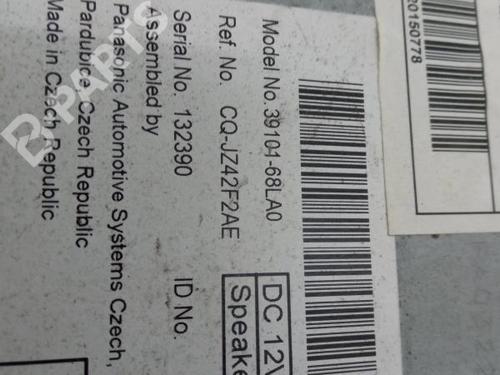 20150778
Model No. 39101-68LA0
Ref. No. CQ-JZ42F2AE
Serial No. 132390 ID No.
Assembled by
Panasonic Automotive Systems Czech,
Pardubice, Czech Republic
Made in Czech Republic
DC 12V
Speake
B-PARTS